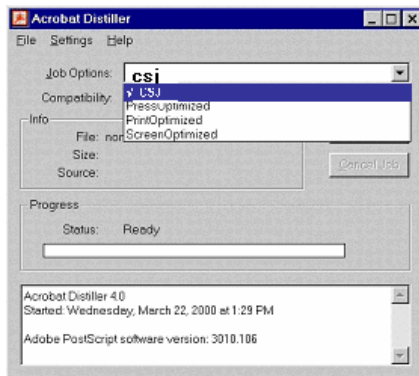 Acrobat Distiller
File Settings Help
Job Options: csj
Compatibility:
CSJ
PressOptimized
PrintOptimized
ScreenOptimized
Info
File:
Size:
Source:
Cancel Job
Progress
Status: Ready
Acrobat Distiller 4.0
Started: Wednesday, March 22, 2000 at 1:29 PM
Adobe PostScript software version: 3010.106